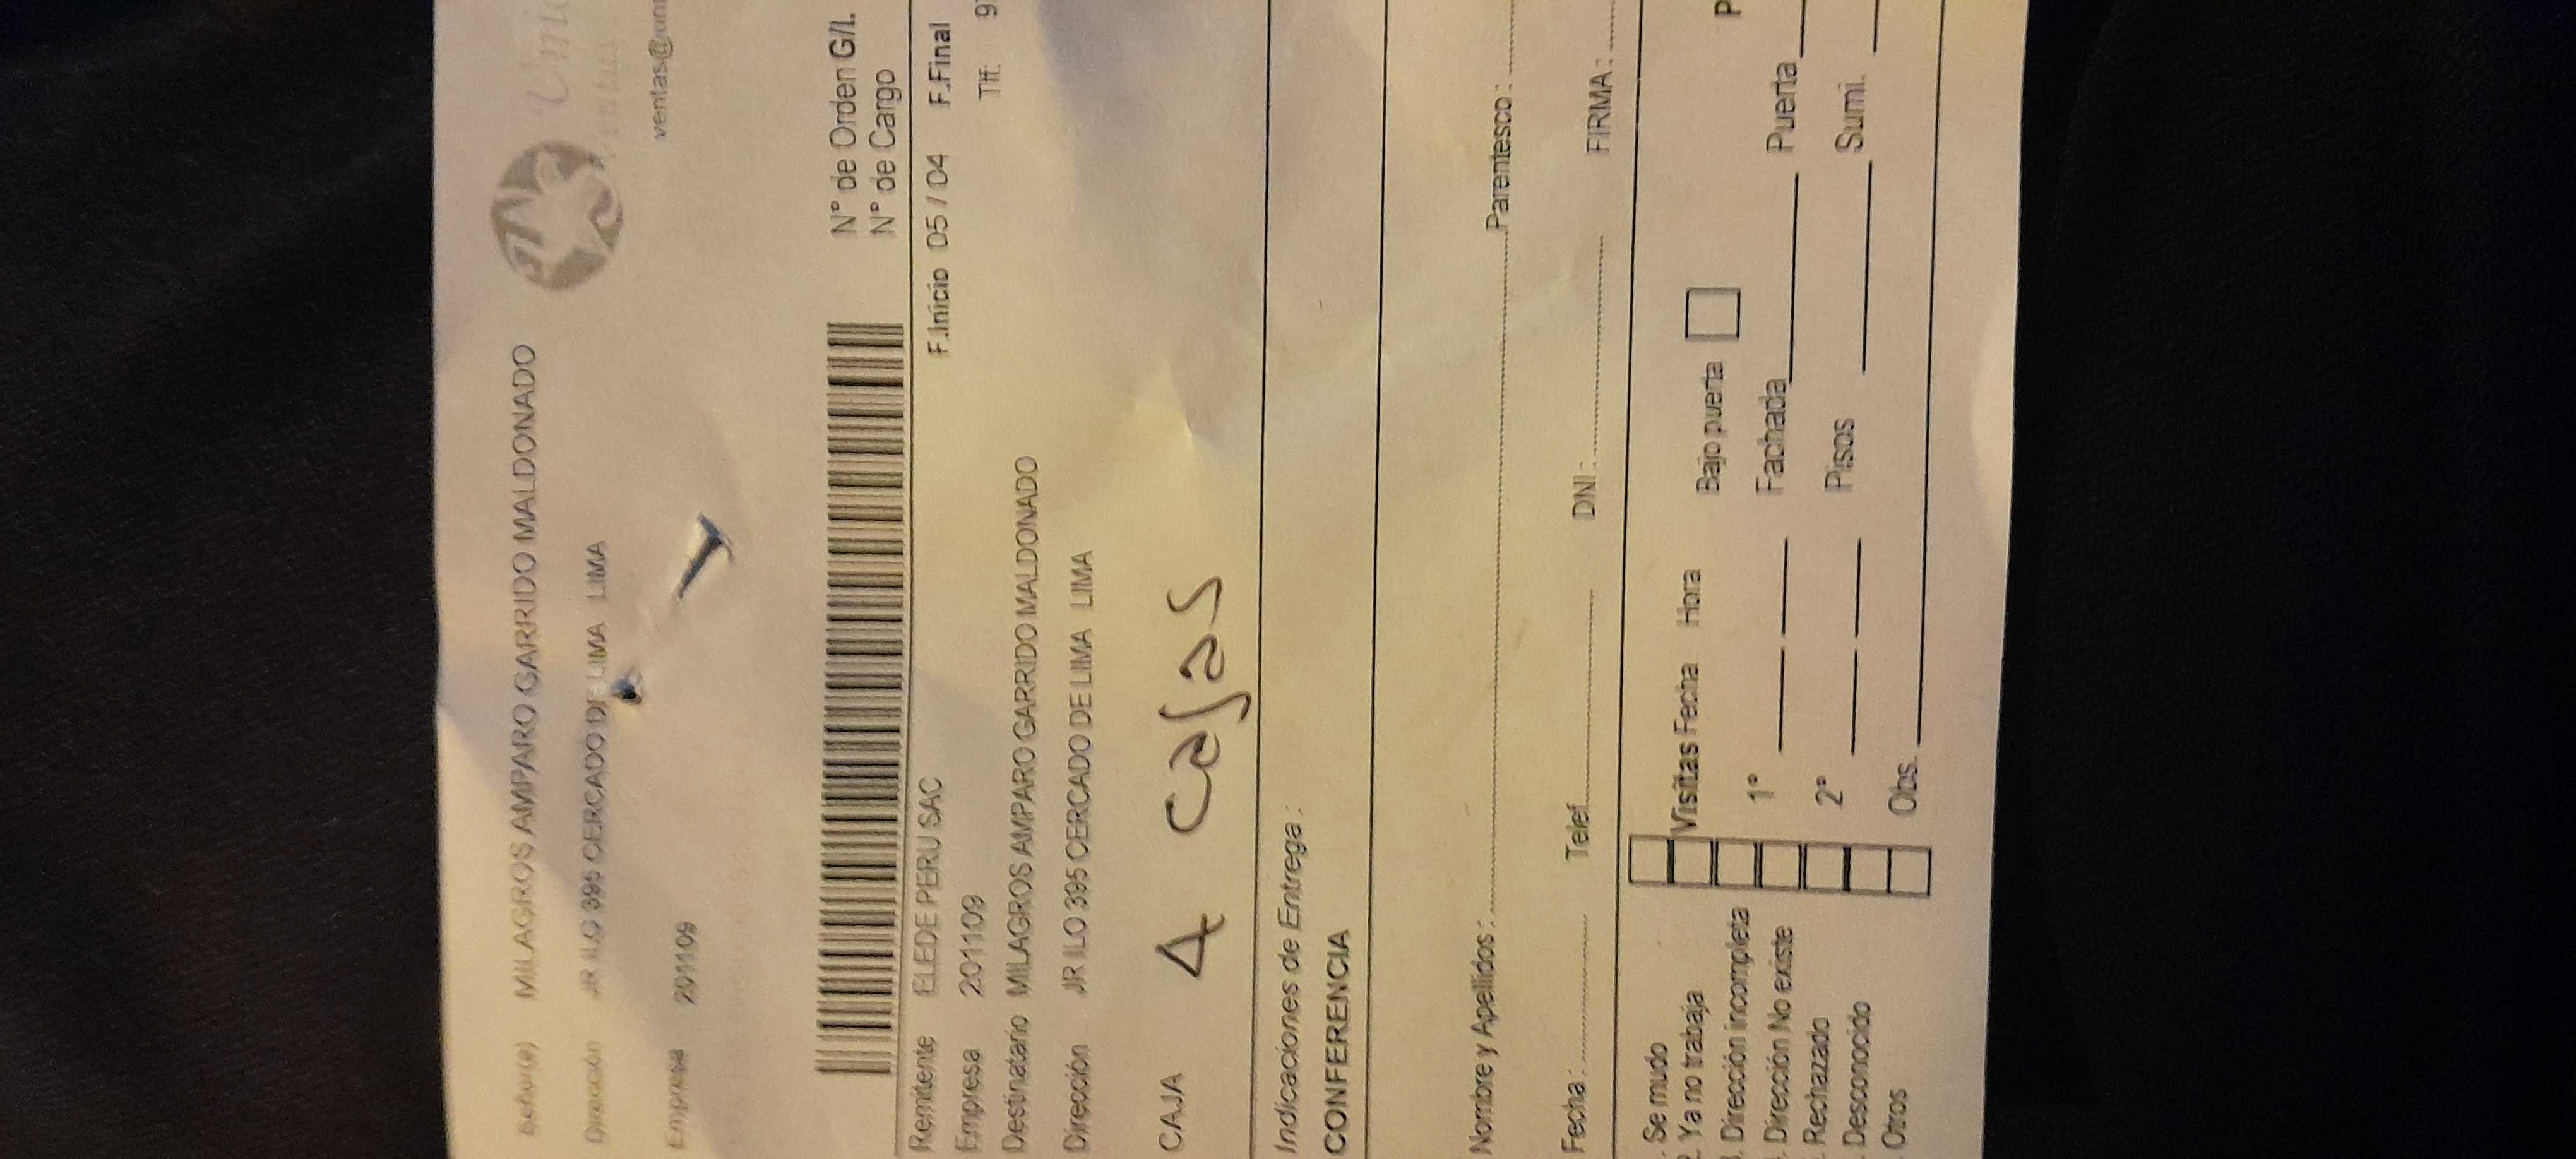 Señor(a) MILAGROS AMPARO GARRIDO MALDONADO
Dirección JR ILO 395 CERCADO DE LIMA LIMA
Empresa 201109
ventas@
N° de Orden G/I.
N° de Cargo
Remitente ELEDE PERU SAC F.Inicio 05 / 04 F.Final
Empresa 201109 Tlf: 9
Destinatario MILAGROS AMPARO GARRIDO MALDONADO
Dirección JR ILO 395 CERCADO DE LIMA LIMA
CAJA 4 cajas
Indicaciones de Entrega :
CONFERENCIA
Nombre y Apellidos : Parentesco :
Fecha : Telef. DNI : FIRMA :
. Se mudo
2. Ya no trabaja Visitas Fecha Hora Bajo puerta
3. Dirección incompleta
. Dirección No existe 1° Fachada Puerta
. Rechazado
. Desconocido 2° Pisos Sumi.
. Otros Obs.